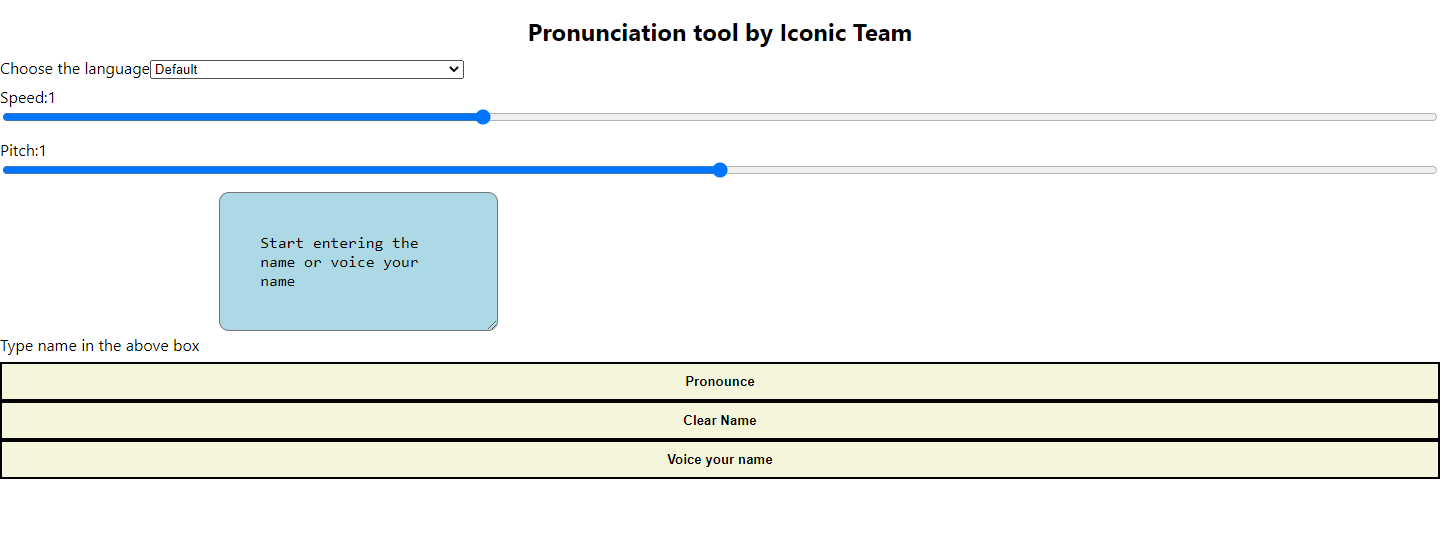 Pronunciation tool by Iconic Team
Choose the language Default
Speed:1
Pitch:1
Start entering the
name or voice your
name
Type name in the above box
Pronounce
Clear Name
Voice your name